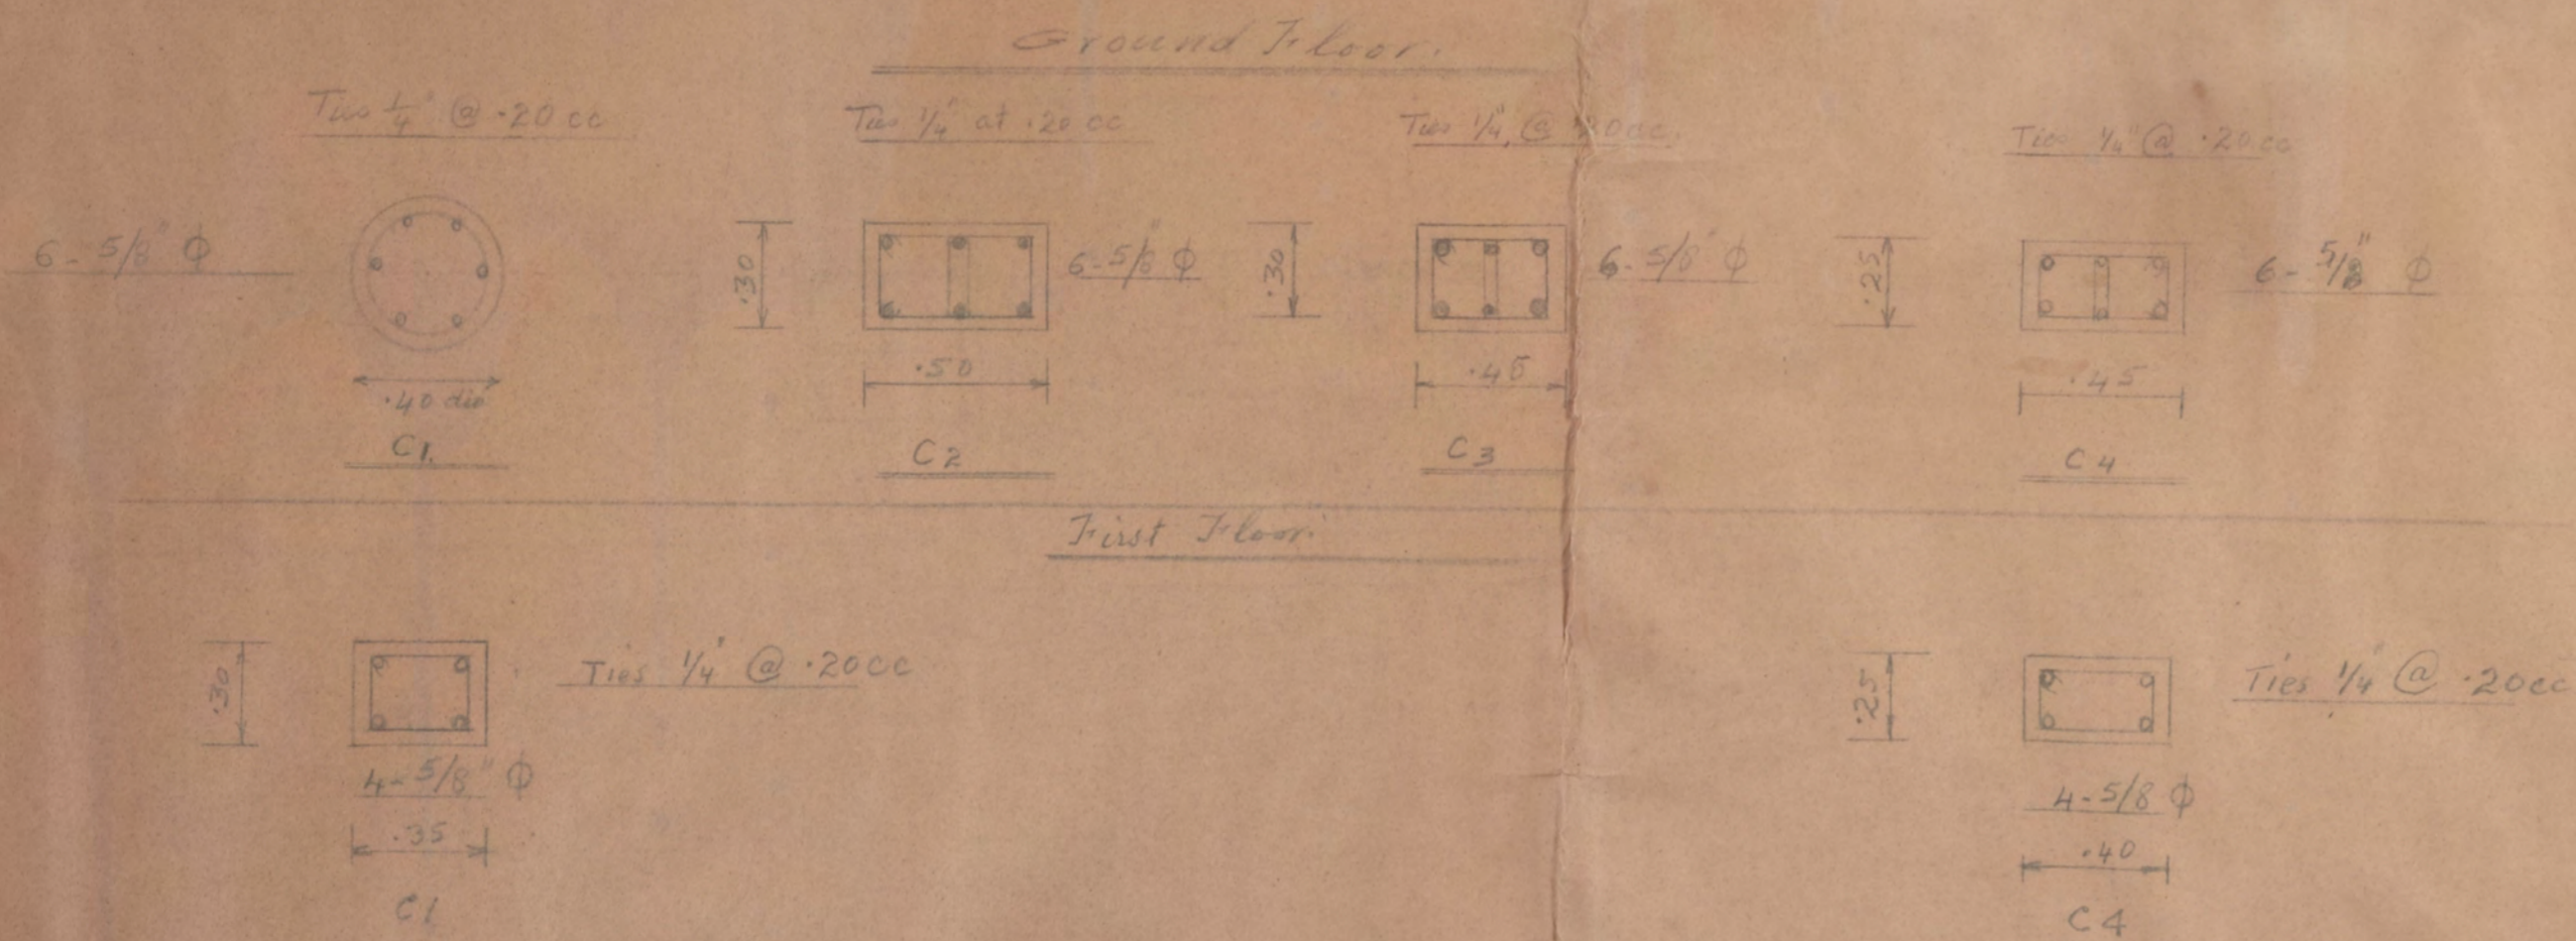 Ground Floor.
Ties 1/4" @ .20 cc
Ties 1/4" at .20 cc
Ties 1/4" @ .20cc.
Ties 1/4" @ .20 cc
6 - 5/8" Φ
.30
6-5/8" Φ
.30
6- 5/8" Φ
.25
6- 5/8" Φ
.40 dia
.50
.45
.45
C1.
C2
C3
C4
First Floor.
.30
Ties 1/4" @ .20cc
.25
Ties 1/4" @ .20cc
4-5/8" Φ
4-5/8 Φ
.35
.40
C1
C4